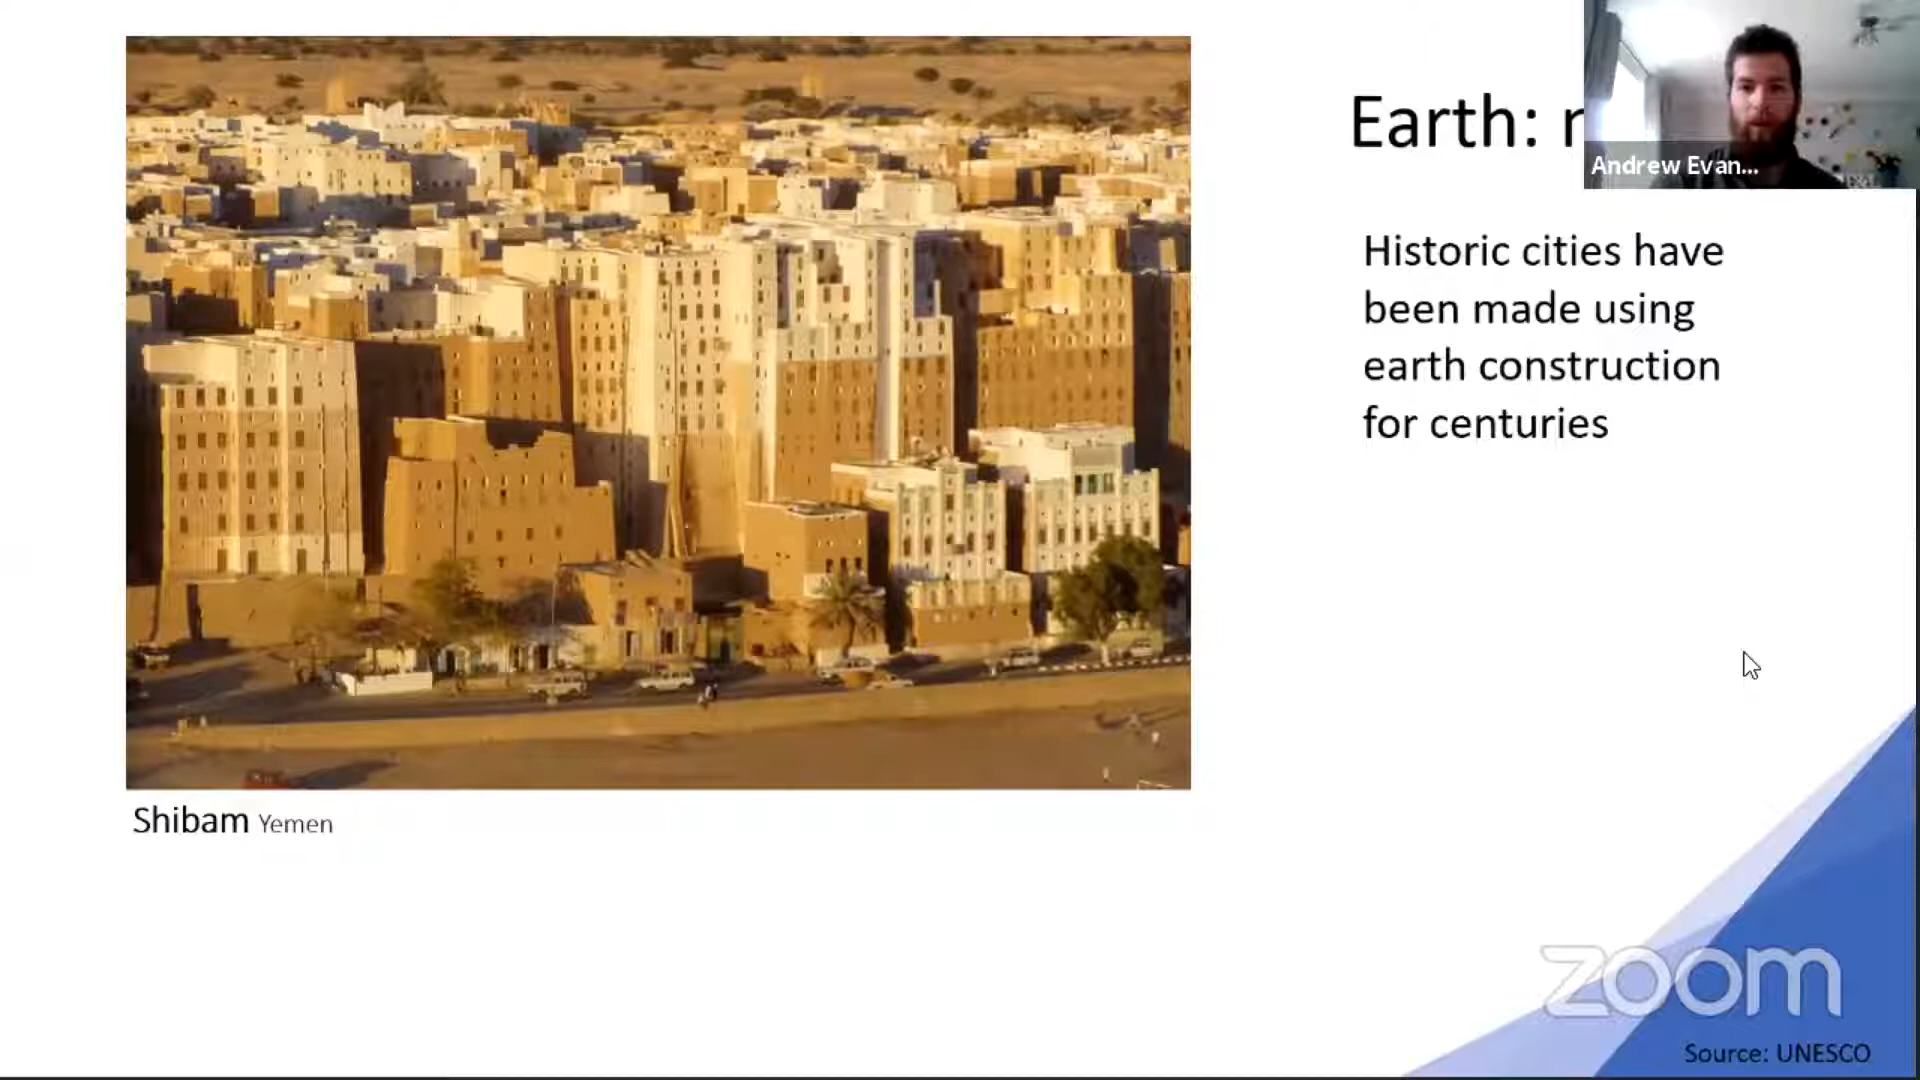 Earth:
Andrew Evan...
Historic cities have
been made using
earth construction
for centuries
Shibam Yemen
zoom
Source: UNESCO